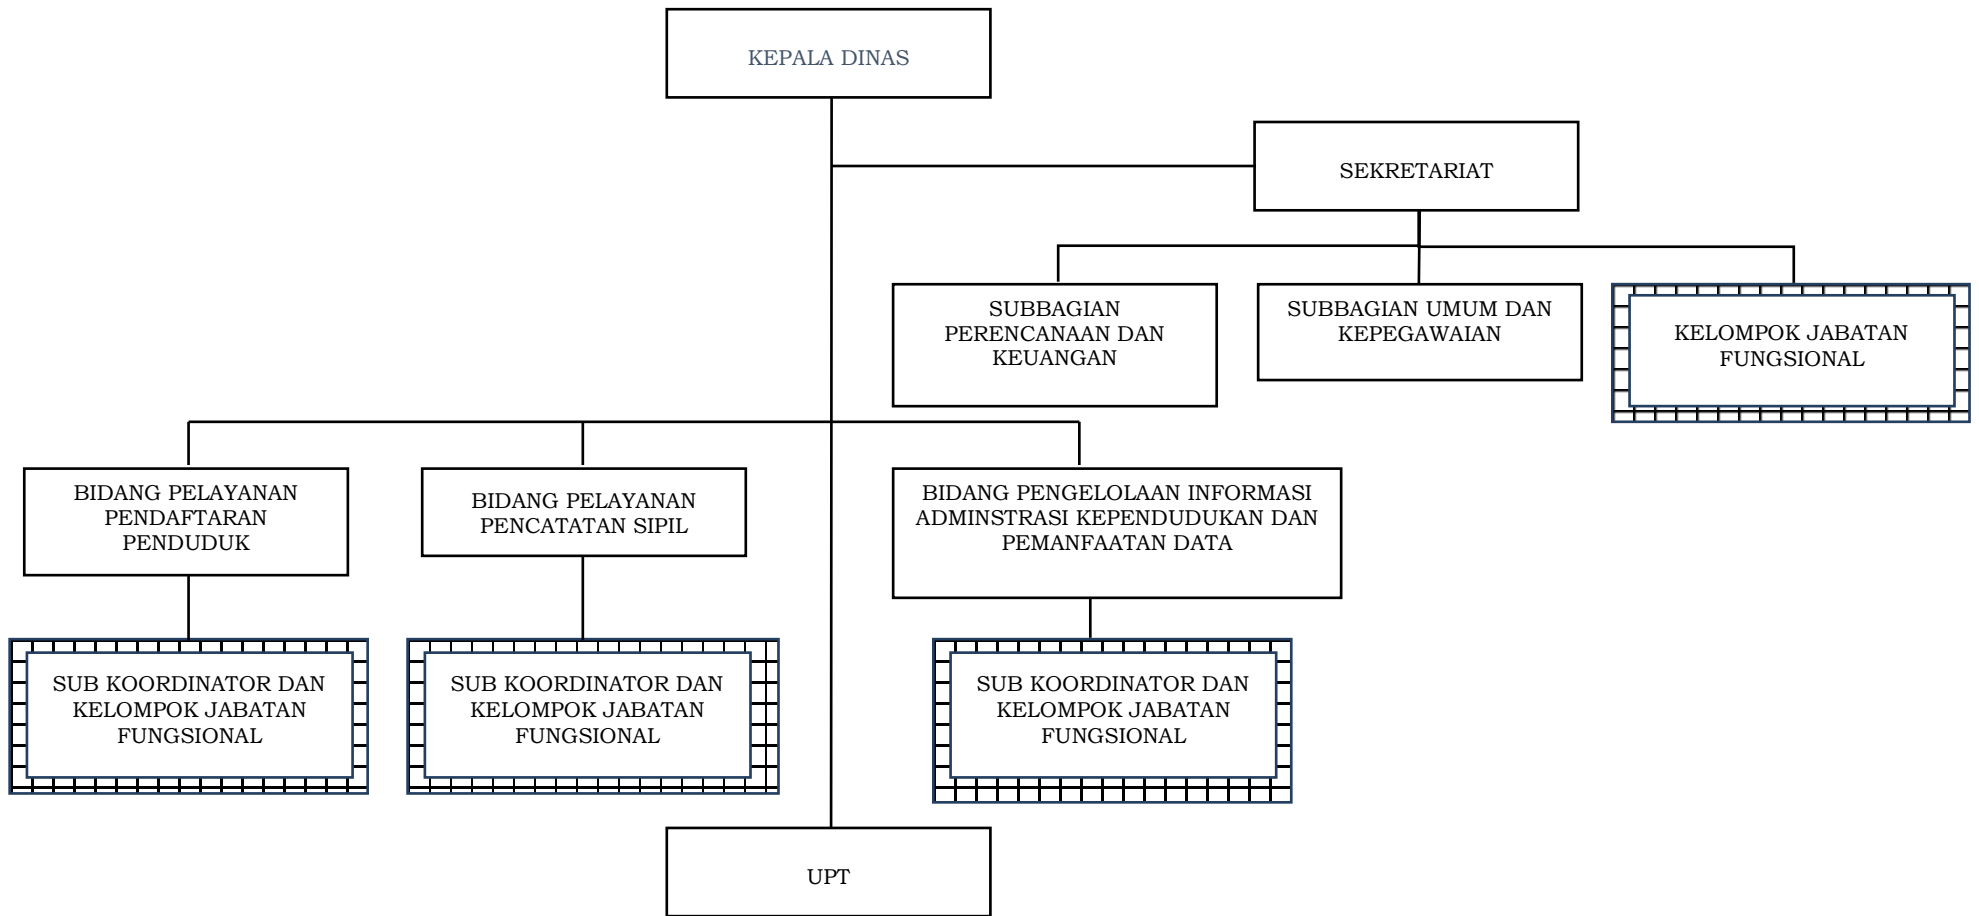 KEPALA DINAS
SEKRETARIAT
SUBBAGIAN
PERENCANAAN DAN
KEUANGAN
SUBBAGIAN UMUM DAN
KEPEGAWAIAN
KELOMPOK JABATAN
FUNGSIONAL
BIDANG PELAYANAN
PENDAFTARAN
PENDUDUK
BIDANG PELAYANAN
PENCATATAN SIPIL
BIDANG PENGELOLAAN INFORMASI
ADMINSTRASI KEPENDUDUKAN DAN
PEMANFAATAN DATA
SUB KOORDINATOR DAN
KELOMPOK JABATAN
FUNGSIONAL
SUB KOORDINATOR DAN
KELOMPOK JABATAN
FUNGSIONAL
SUB KOORDINATOR DAN
KELOMPOK JABATAN
FUNGSIONAL
UPT